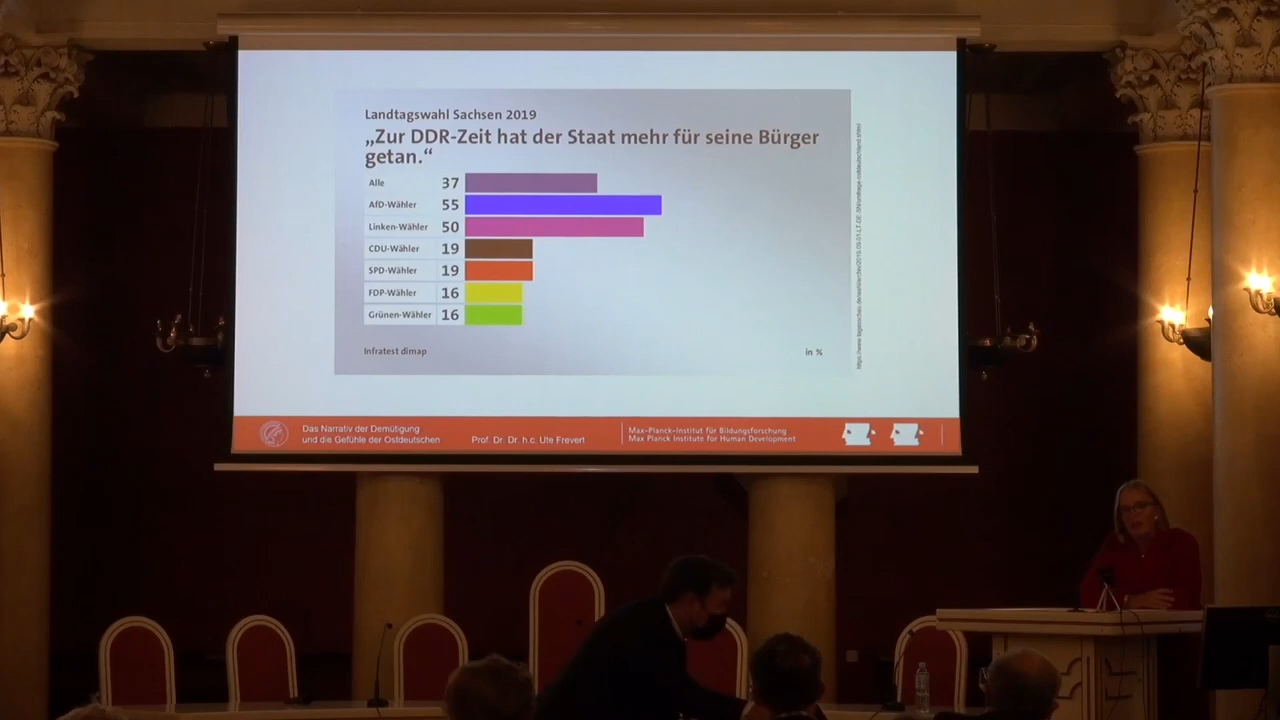 Landtagswahl Sachsen 2019
„Zur DDR-Zeit hat der Staat mehr für seine Bürger
getan.“
Alle 37
AfD-Wähler 55
Linken-Wähler 50
CDU-Wähler 19
SPD-Wähler 19
FDP-Wähler 16
Grünen-Wähler 16
Infratest dimap
in %
Das Narrativ der Demütigung
und die Gefühle der Ostdeutschen
Prof. Dr. Dr. h.c. Ute Frevert
Max-Planck-Institut für Bildungsforschung
Max Planck Institute for Human Development